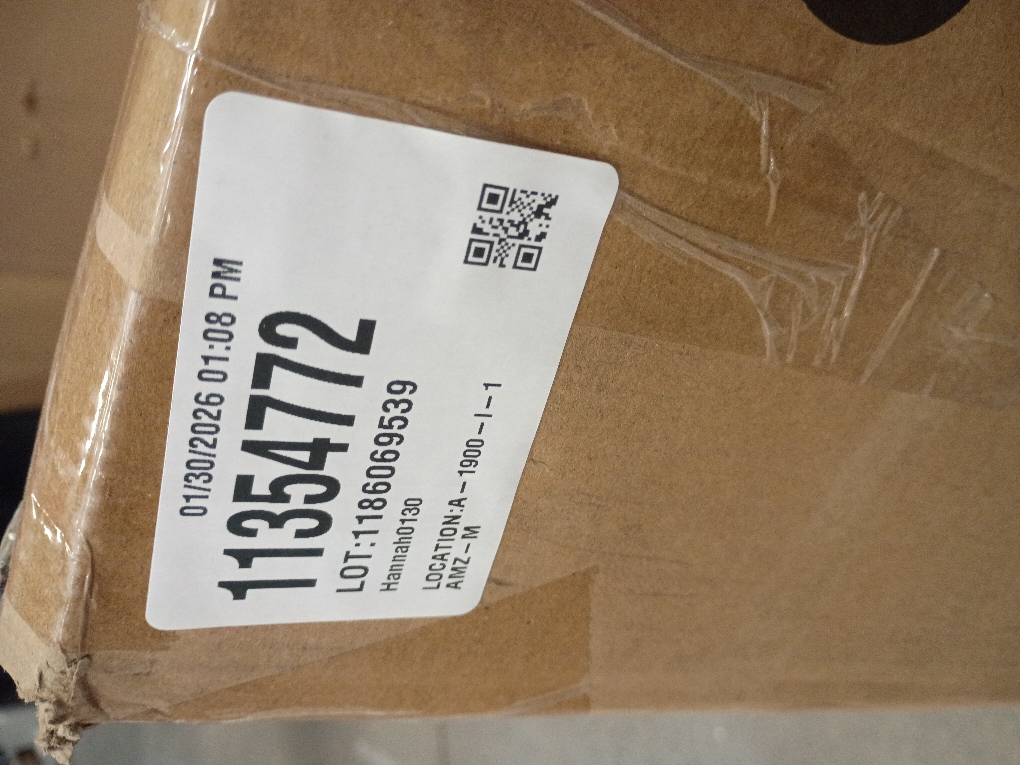 01/30/2026 01:08 PM
11354772
LOT:1186069539
Hannah0130
LOCATION:A-1900-I-1
AMZ-M